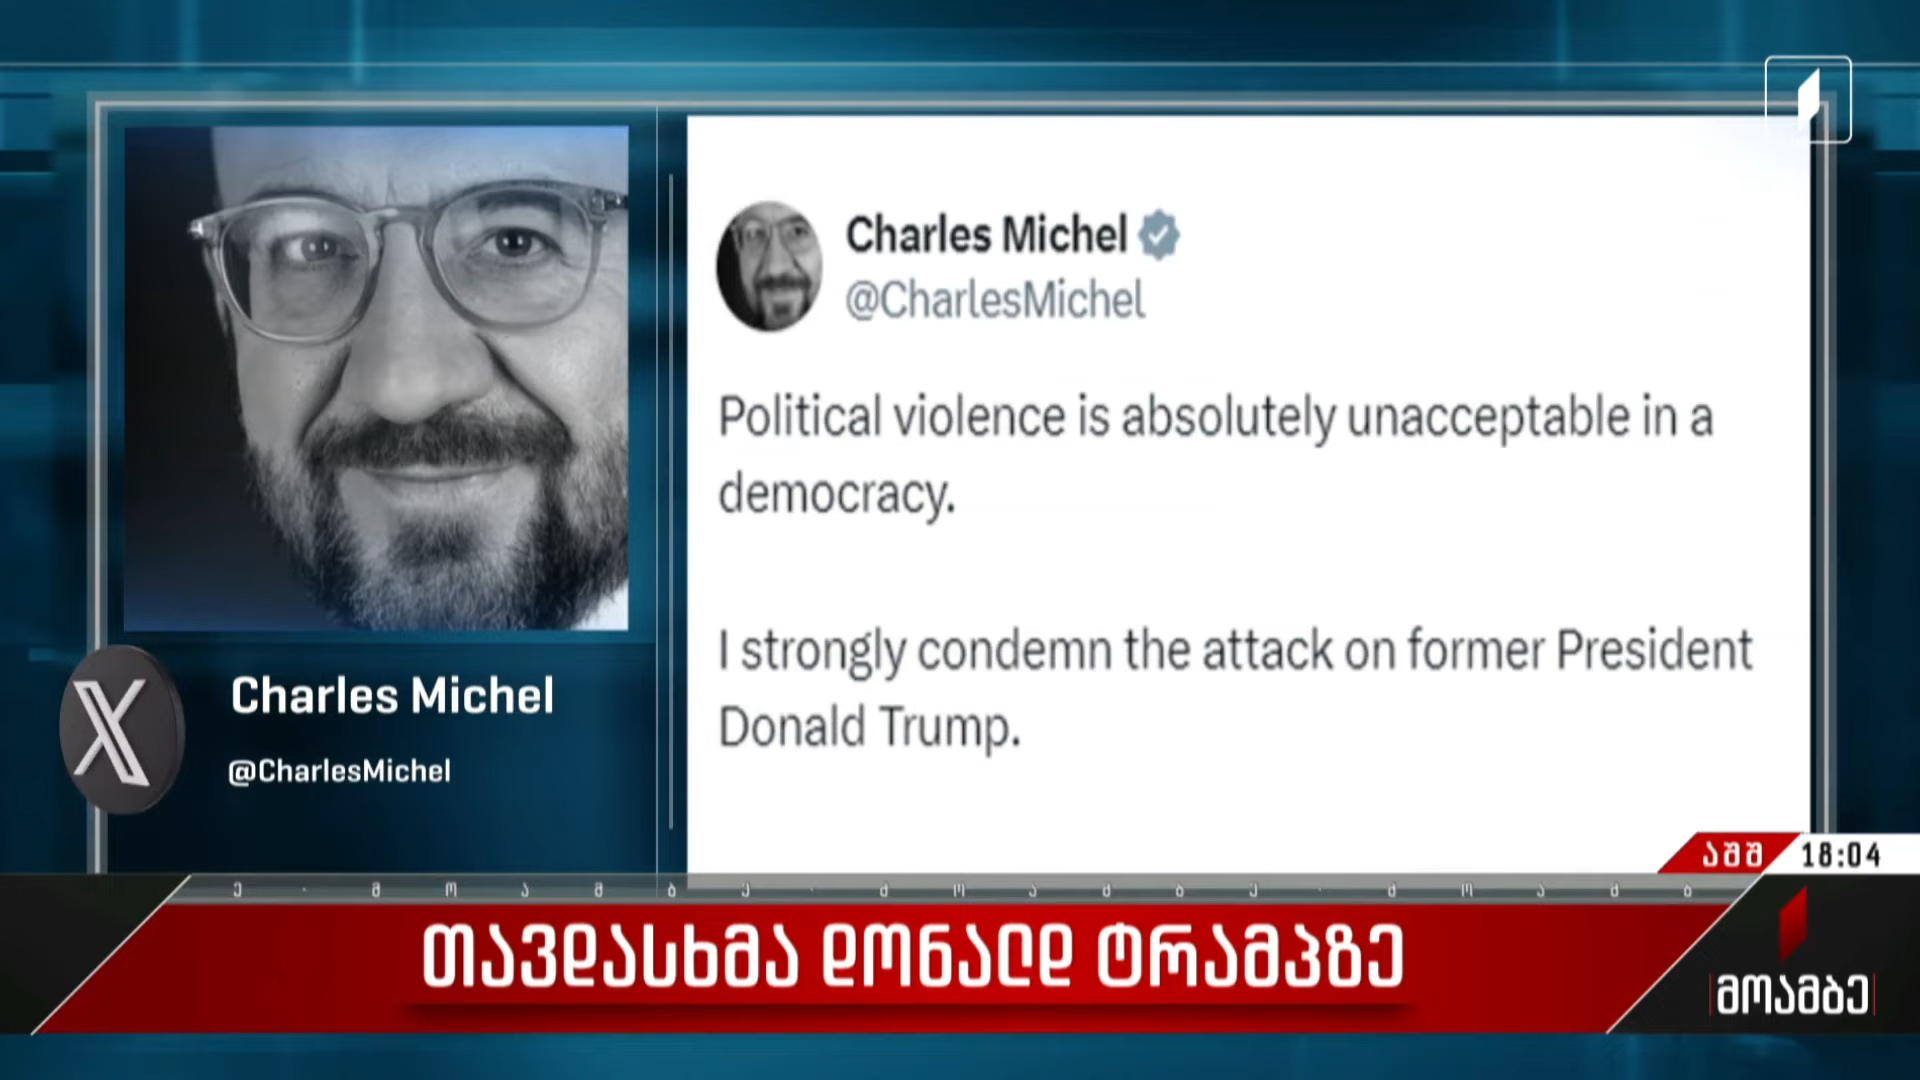 Charles Michel
@CharlesMichel
Political violence is absolutely unacceptable in a
democracy.
I strongly condemn the attack on former President
Donald Trump.
Charles Michel
@CharlesMichel
აშშ 18:04
თავდასხმა დონალდ ტრამპზე
მოამბე